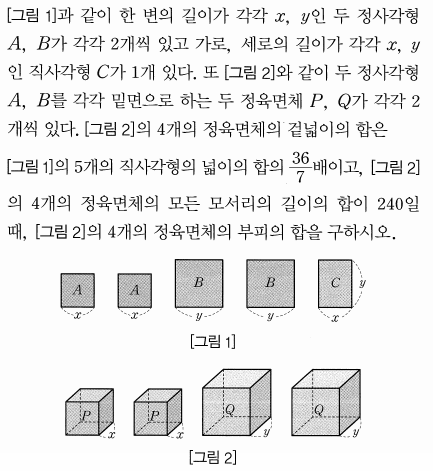 [그림 1]과 같이 한 변의 길이가 각각 x, y인 두 정사각형
A, B가 각각 2개씩 있고 가로, 세로의 길이가 각각 x, y
인 직사각형 C가 1개 있다. 또 [그림 2]와 같이 두 정사각형
A, B를 각각 밑면으로 하는 두 정육면체 P, Q가 각각 2
개씩 있다. [그림 2]의 4개의 정육면체의 겉넓이의 합은
[그림 1]의 5개의 직사각형의 넓이의 합의 36/7배이고, [그림 2]
의 4개의 정육면체의 모든 모서리의 길이의 합이 240일
때, [그림 2]의 4개의 정육면체의 부피의 합을 구하시오.
A A B B C y
x x y y x
[그림 1]
P P Q Q
x x y y
[그림 2]